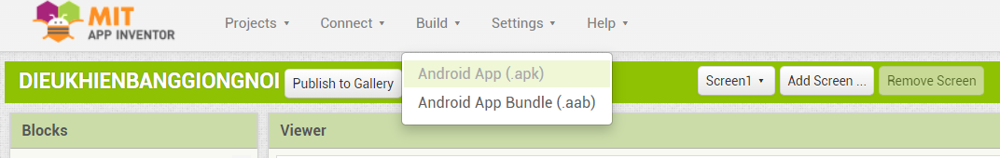 MIT
APP INVENTOR
Projects
Connect
Build
Settings
Help
Android App (.apk)
Android App Bundle (.aab)
DIEUKHIENBANGGIONGNOI
Publish to Gallery
Screen1
Add Screen ...
Remove Screen
Blocks
Viewer